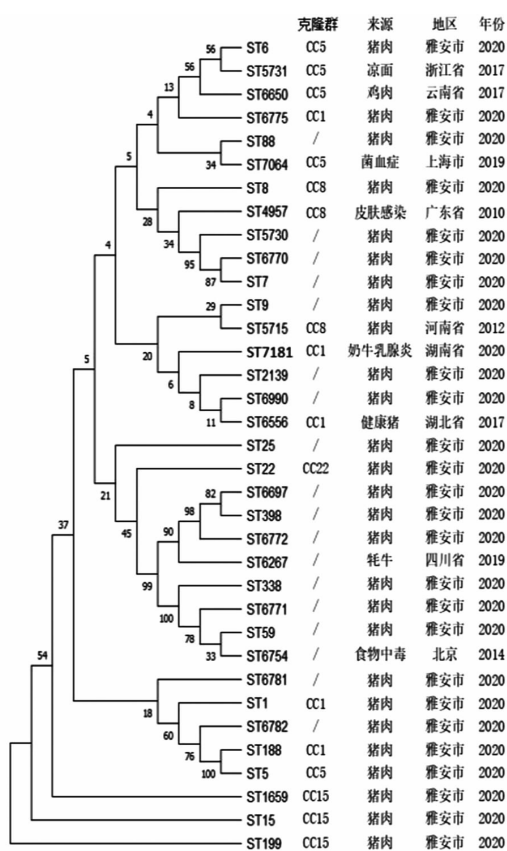 克隆群 来源 地区 年份
56 ST6 CC5 猪肉 雅安市 2020
56 ST5731 CC5 凉面 浙江省 2017
13 ST6650 CC5 鸡肉 云南省 2017
4 ST6775 CC1 猪肉 雅安市 2020
ST88 / 猪肉 雅安市 2020
5 34 ST7064 CC5 菌血症 上海市 2019
ST8 CC8 猪肉 雅安市 2020
28 ST4957 CC8 皮肤感染 广东省 2010
4 34 ST5730 / 猪肉 雅安市 2020
95 ST6770 / 猪肉 雅安市 2020
87 ST7 / 猪肉 雅安市 2020
29 ST9 / 猪肉 雅安市 2020
ST5715 CC8 猪肉 河南省 2012
5 20 ST7181 CC1 奶牛乳腺炎 湖南省 2020
6 ST2139 / 猪肉 雅安市 2020
8 ST6990 / 猪肉 雅安市 2020
11 ST6556 CC1 健康猪 湖北省 2017
ST25 / 猪肉 雅安市 2020
21 ST22 CC22 猪肉 雅安市 2020
82 ST6697 / 猪肉 雅安市 2020
37 45 98 ST398 / 猪肉 雅安市 2020
90 ST6772 / 猪肉 雅安市 2020
ST6267 / 牦牛 四川省 2019
99 ST338 / 猪肉 雅安市 2020
100 ST6771 / 猪肉 雅安市 2020
78 ST59 / 猪肉 雅安市 2020
54 33 ST6754 / 食物中毒 北京 2014
ST6781 / 猪肉 雅安市 2020
18 ST1 CC1 猪肉 雅安市 2020
60 ST6782 / 猪肉 雅安市 2020
76 ST188 CC1 猪肉 雅安市 2020
100 ST5 CC5 猪肉 雅安市 2020
ST1659 CC15 猪肉 雅安市 2020
ST15 CC15 猪肉 雅安市 2020
ST199 CC15 猪肉 雅安市 2020